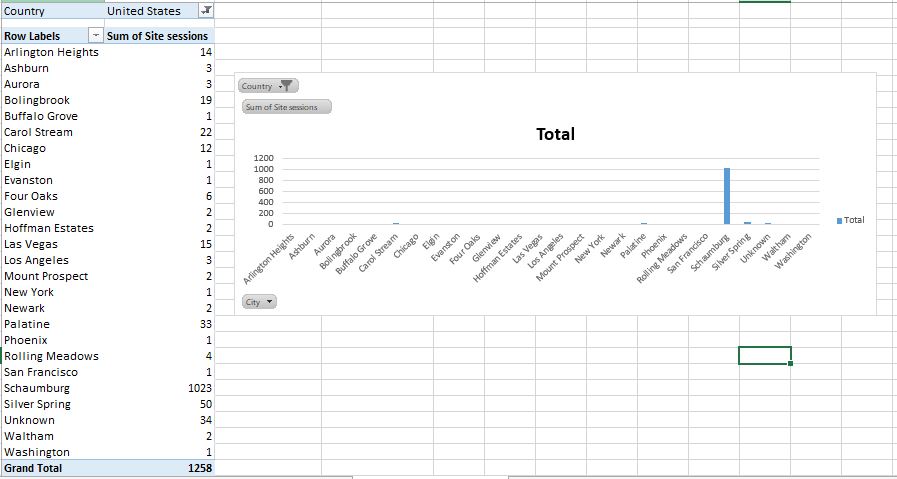 Country United States
Row Labels Sum of Site sessions
Arlington Heights 14
Ashburn 3
Aurora 3
Bolingbrook 19
Buffalo Grove 1
Carol Stream 22
Chicago 12
Elgin 1
Evanston 1
Four Oaks 6
Glenview 2
Hoffman Estates 2
Las Vegas 15
Los Angeles 3
Mount Prospect 2
New York 1
Newark 2
Palatine 33
Phoenix 1
Rolling Meadows 4
San Francisco 1
Schaumburg 1023
Silver Spring 50
Unknown 34
Waltham 2
Washington 1
Grand Total 1258
Country
Sum of Site sessions
Total
1200
1000
800
600
400
200
0
Total
Arlington Heights
Ashburn
Aurora
Bolingbrook
Buffalo Grove
Carol Stream
Chicago
Elgin
Evanston
Four Oaks
Glenview
Hoffman Estates
Las Vegas
Los Angeles
Mount Prospect
New York
Newark
Palatine
Phoenix
Rolling Meadows
San Francisco
Schaumburg
Silver Spring
Unknown
Waltham
Washington
City